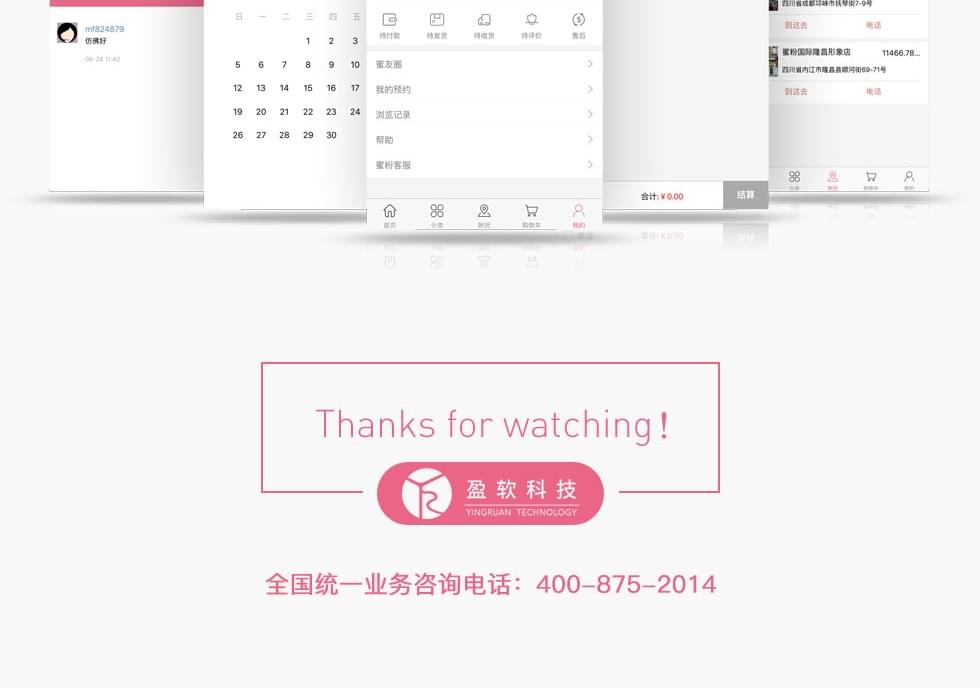 mf824879
仿佛好
08-24 11:42
日 一 二 三 四 五
1 2 3
5 6 7 8 9 10
12 13 14 15 16 17
19 20 21 22 23 24
26 27 28 29 30
待付款 待发货 待收货 待评价 售后
蜜友圈
我的预约
浏览记录
帮助
蜜粉客服
首页 分类 附近 购物车 我的
合计:¥0.00
结算
四川省成都邛崃市抚琴街7-9号
到这去 电话
蜜粉国际隆昌形象店 11466.78...
四川省内江市隆昌县顺河街69-71号
到这去 电话
分类 附近 购物车 我的
Thanks for watching!
盈软科技
YINGRUAN TECHNOLOGY
全国统一业务咨询电话：400-875-2014